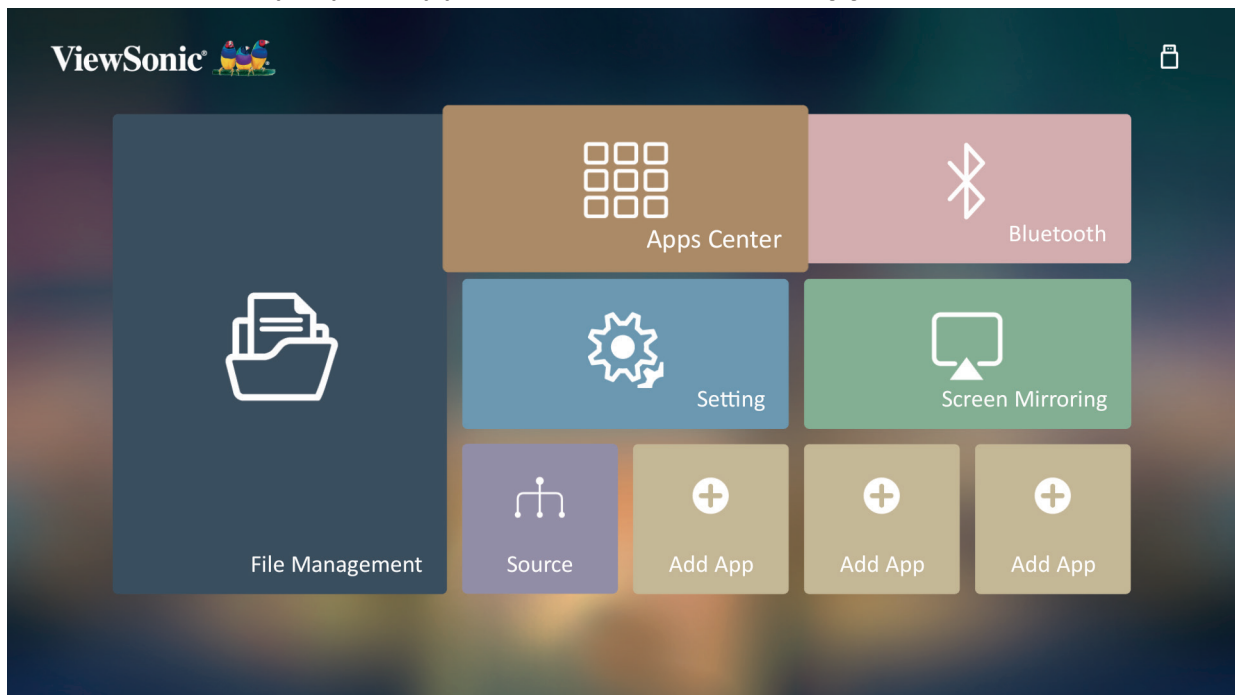 ViewSonic®
Apps Center
Bluetooth
Setting
Screen Mirroring
File Management
Source
Add App
Add App
Add App